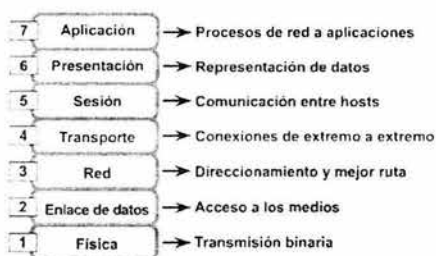 7 Aplicación → Procesos de red a aplicaciones
6 Presentación → Representación de datos
5 Sesión → Comunicación entre hosts
4 Transporte → Conexiones de extremo a extremo
3 Red → Direccionamiento y mejor ruta
2 Enlace de datos → Acceso a los medios
1 Física → Transmisión binaria